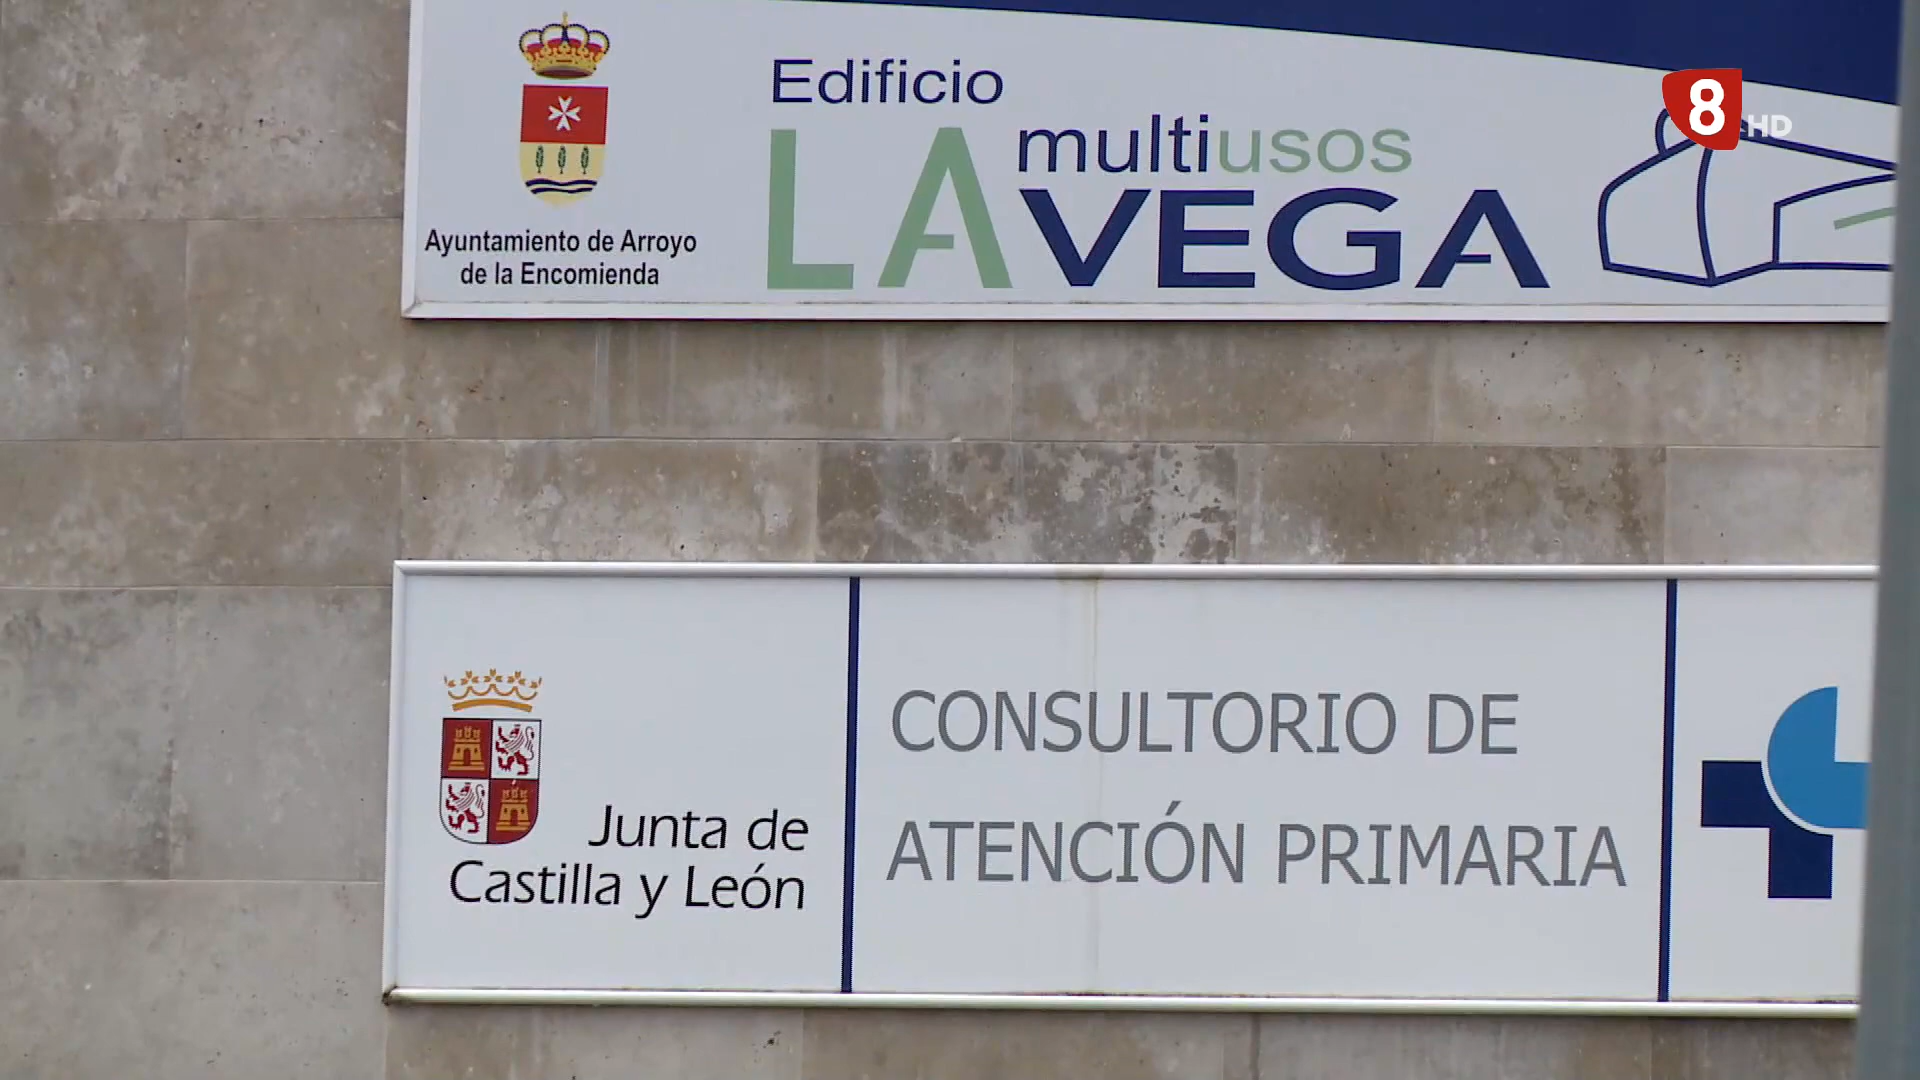 Edificio
multiusos
LA VEGA
Ayuntamiento de Arroyo
de la Encomienda
8 HD
Junta de
Castilla y León
CONSULTORIO DE
ATENCIÓN PRIMARIA